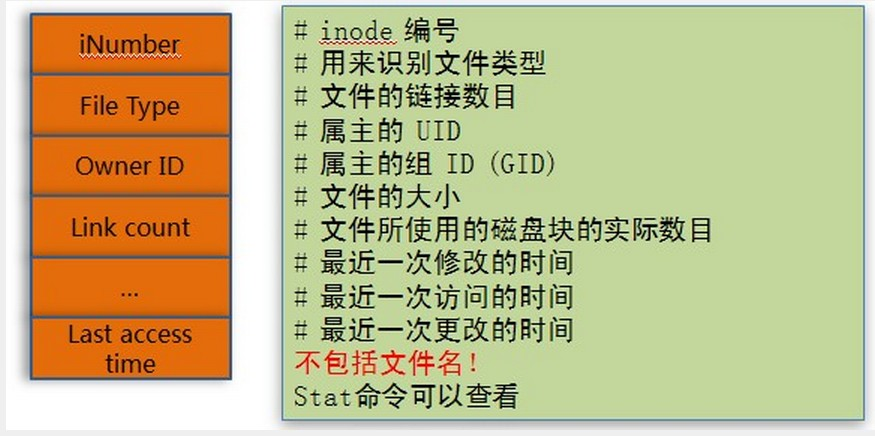 iNumber
File Type
Owner ID
Link count
...
Last access
time
# inode 编号
# 用来识别文件类型
# 文件的链接数目
# 属主的 UID
# 属主的组 ID (GID)
# 文件的大小
# 文件所使用的磁盘块的实际数目
# 最近一次修改的时间
# 最近一次访问的时间
# 最近一次更改的时间
不包括文件名!
Stat命令可以查看